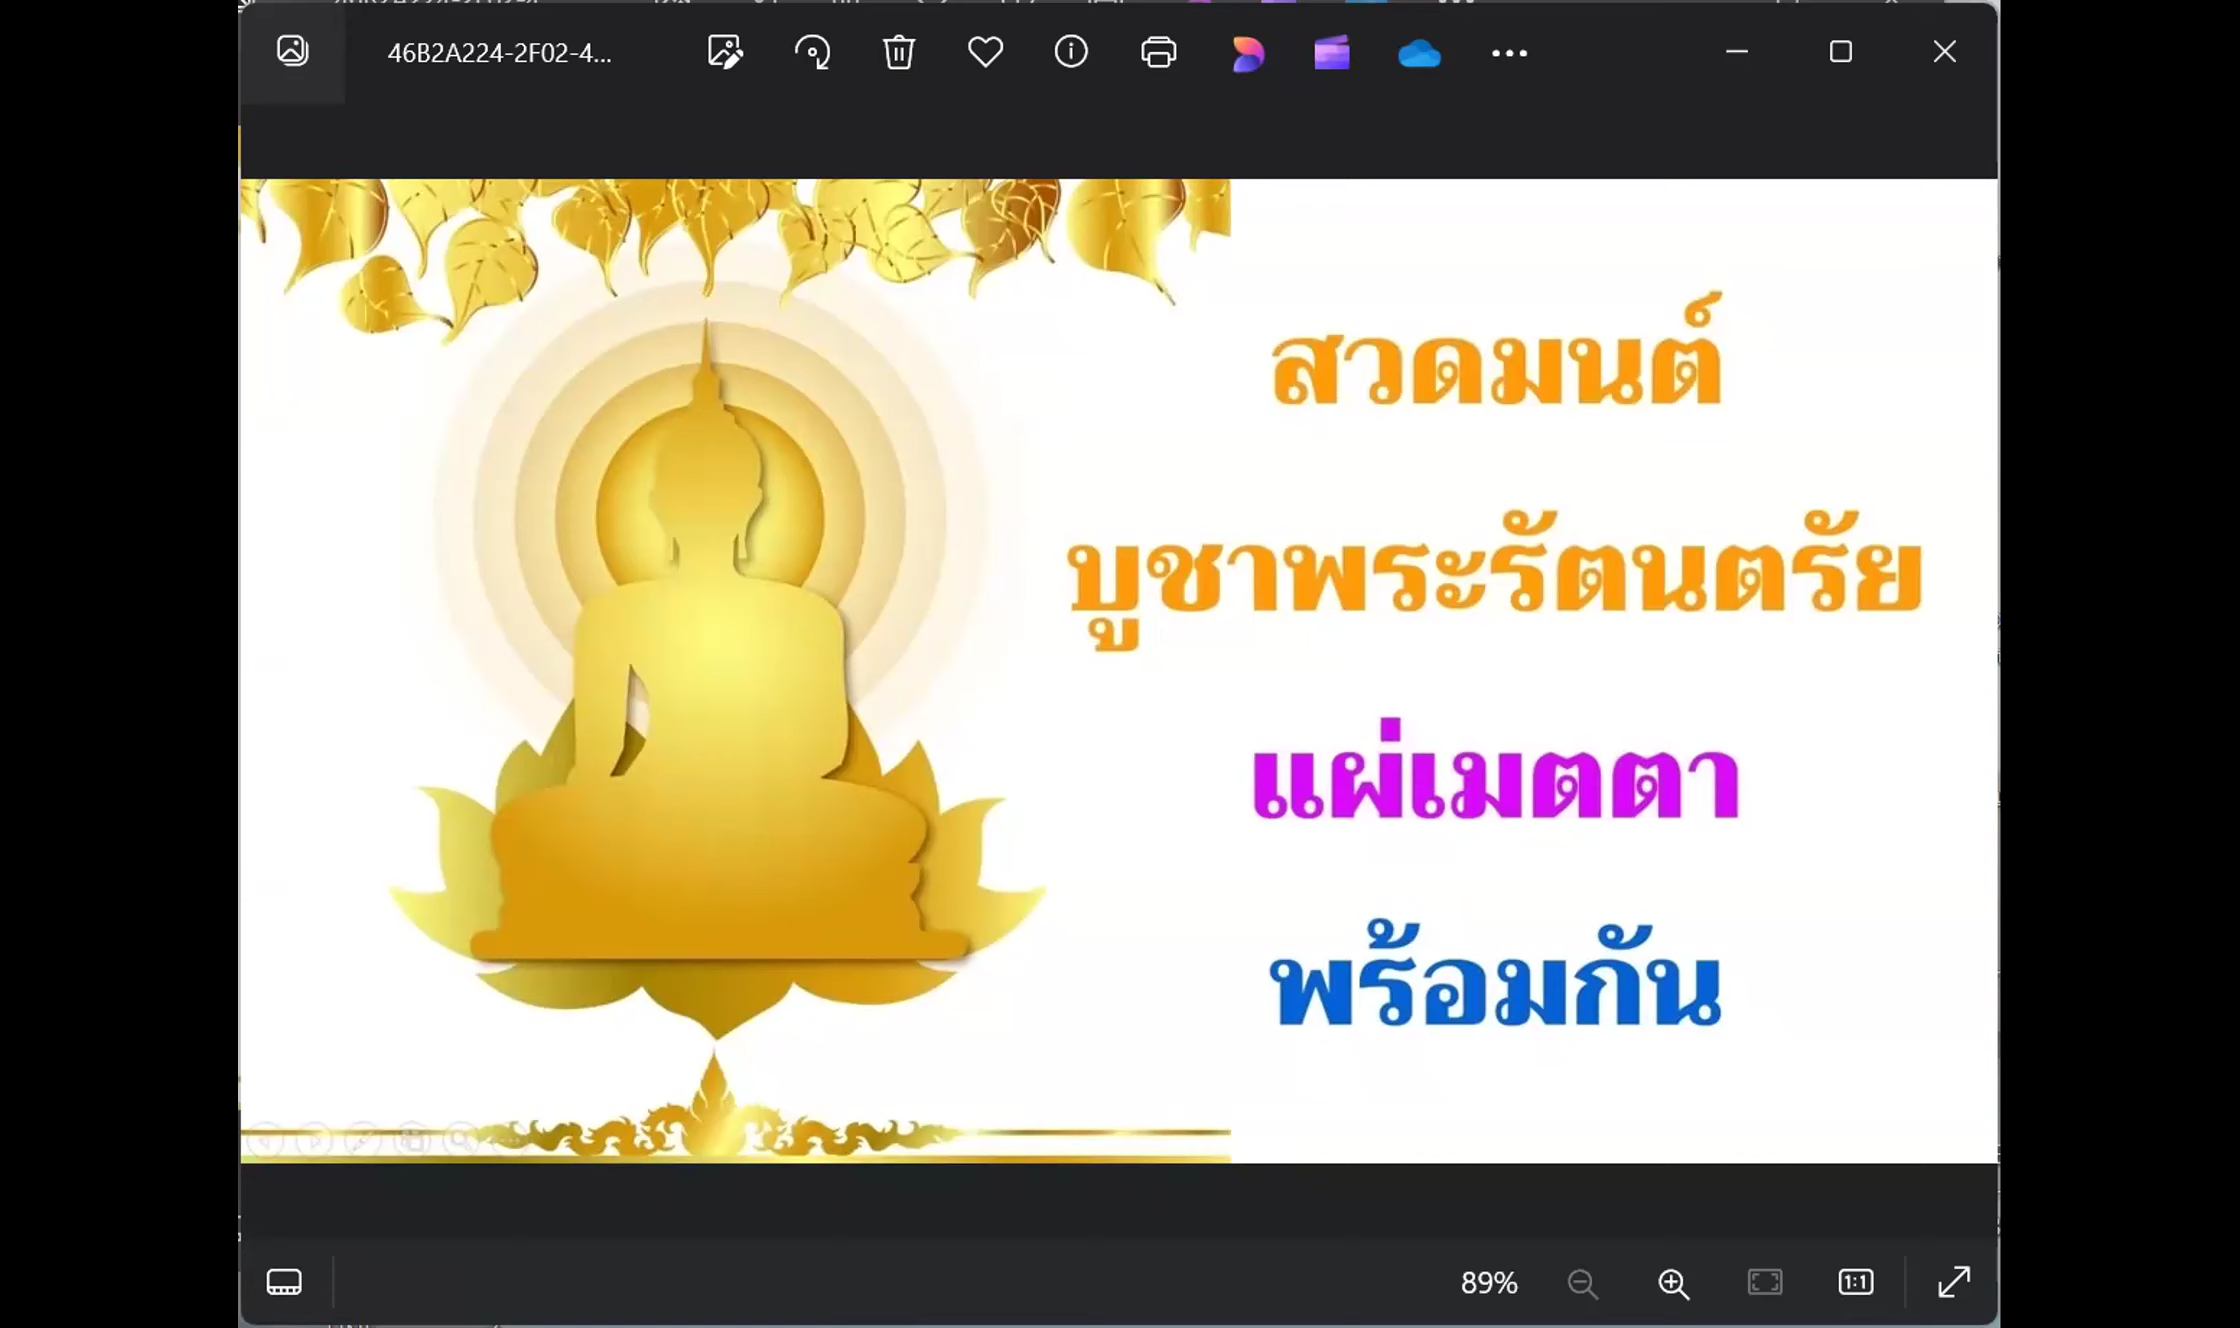 46B2A224-2F02-4...
สวดมนต์
บูชาพระรัตนตรัย
แผ่เมตตา
พร้อมกัน
89%
1:1